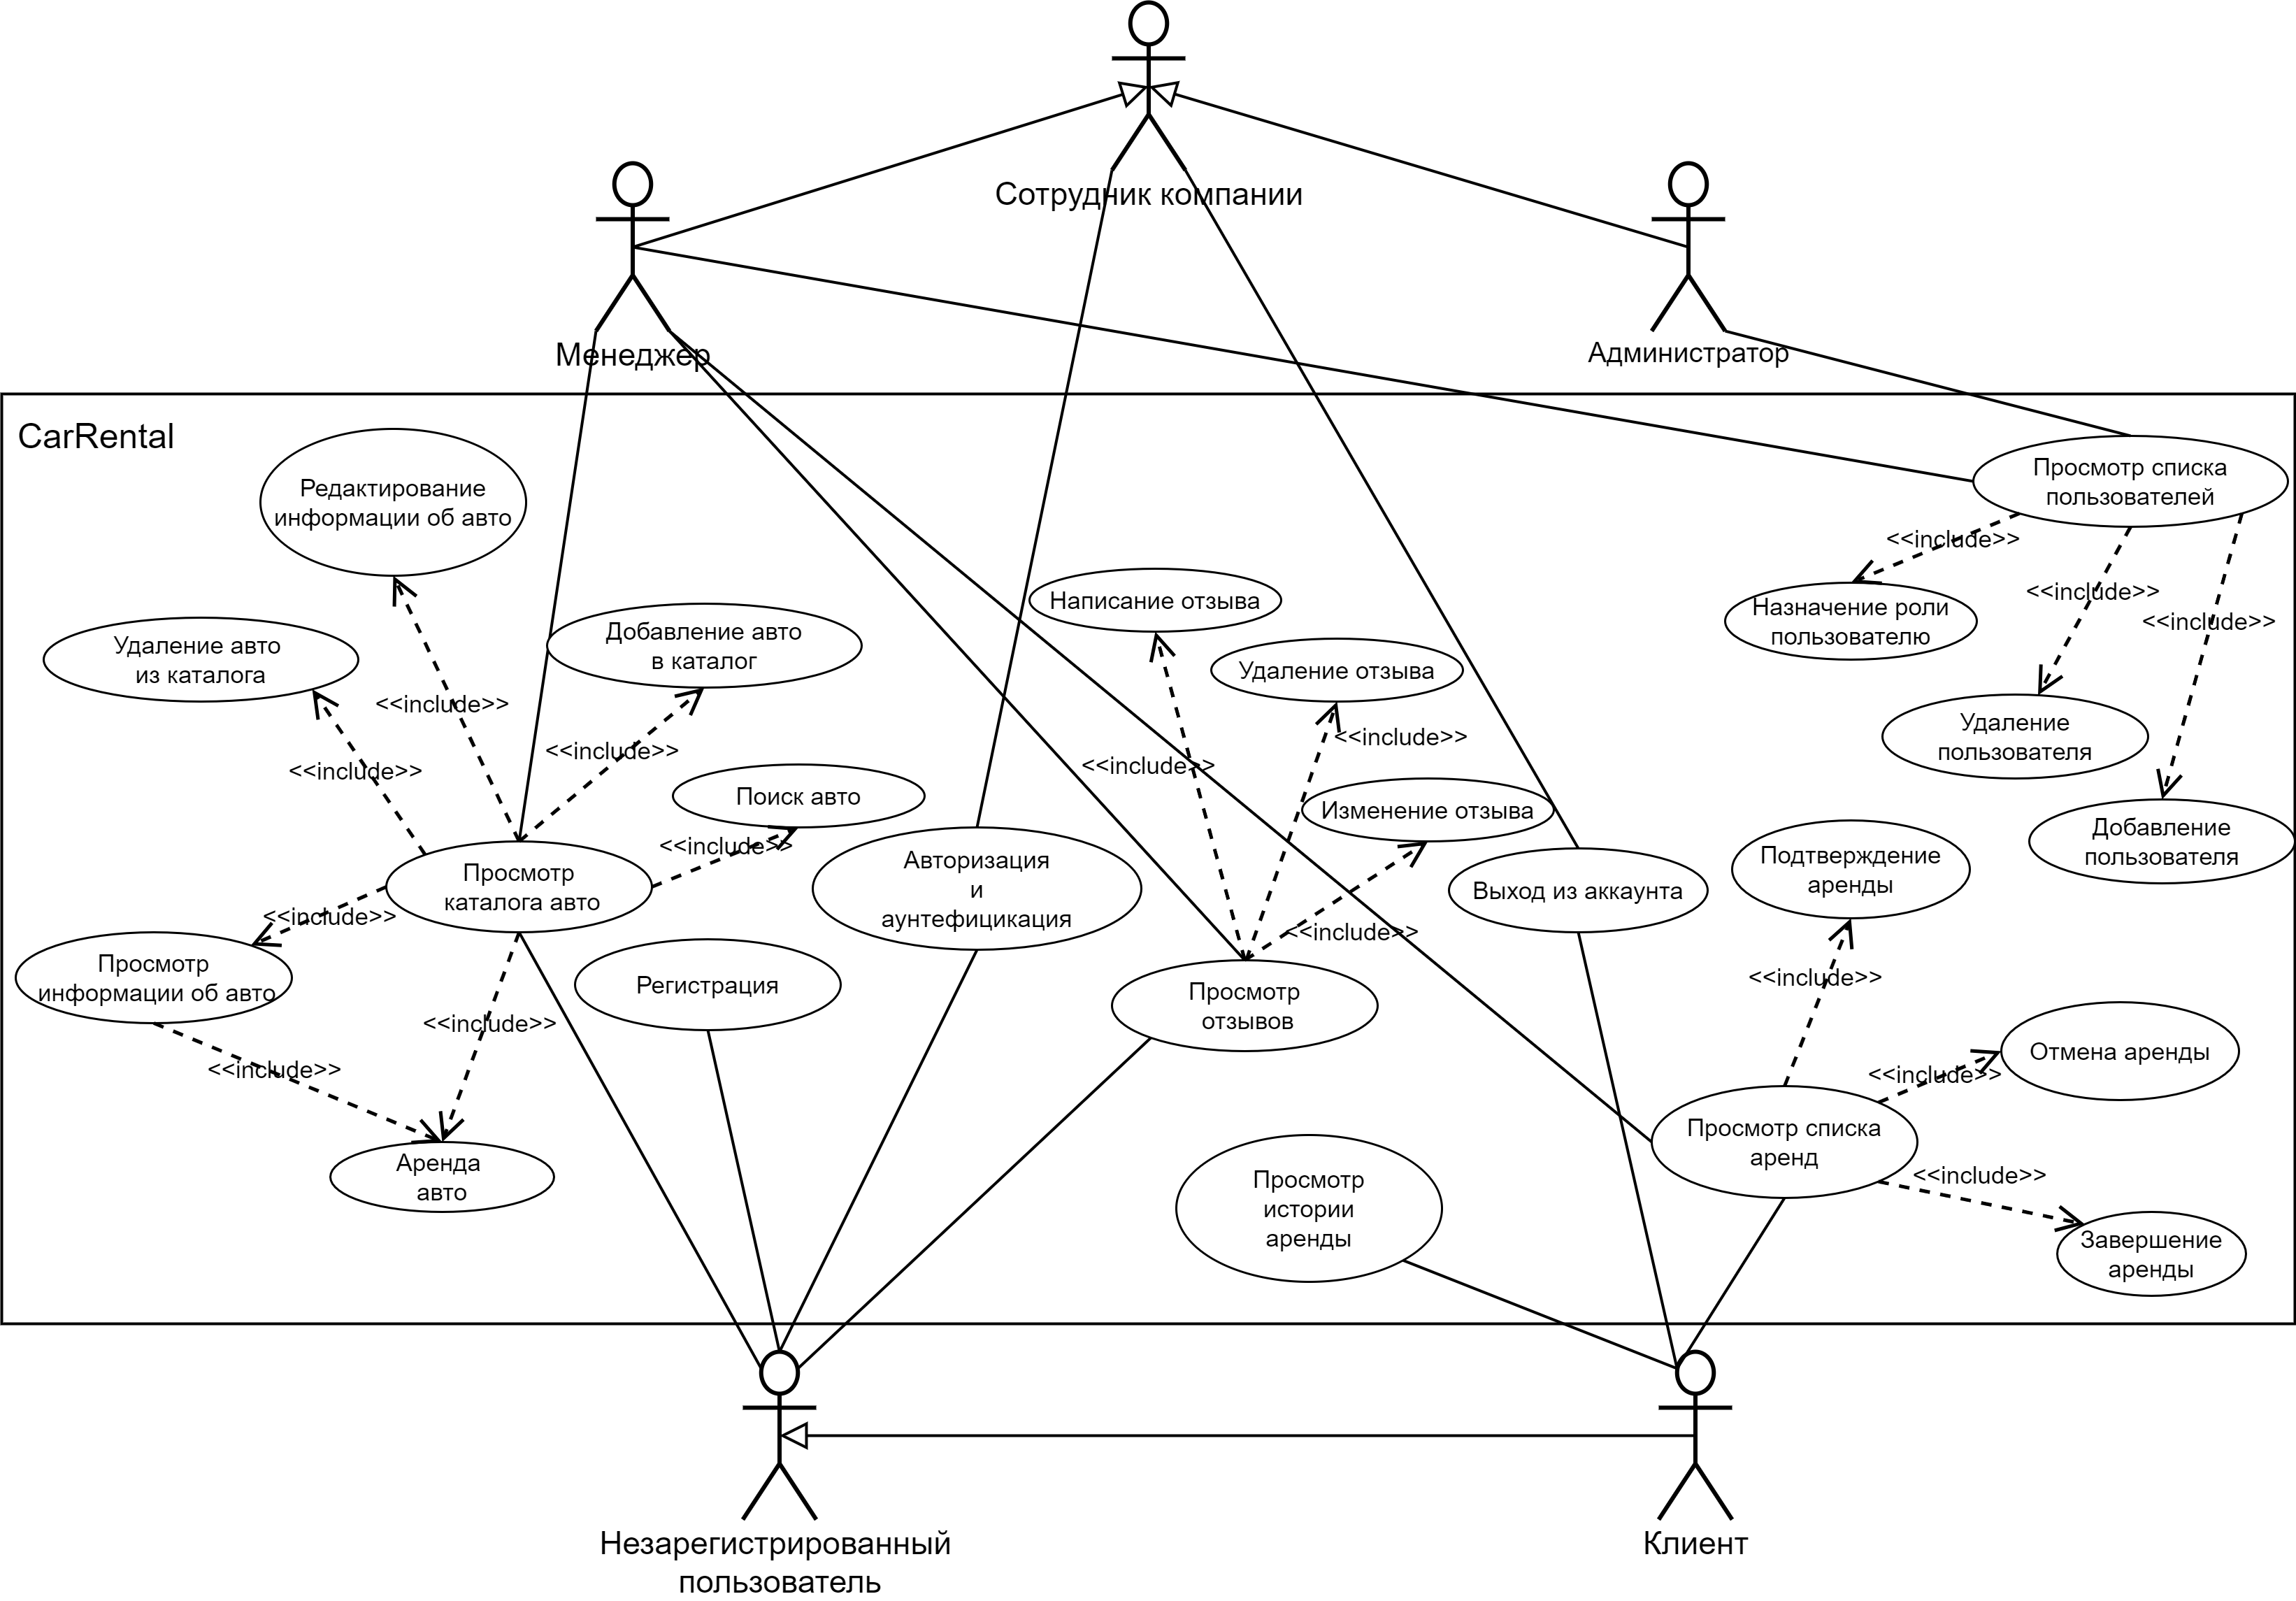 Сотрудник компании
Менеджер
Администратор
CarRental
Редактирование
информации об авто
Просмотр списка
пользователей
<<include>>
Написание отзыва
<<include>>
Назначение роли
пользователю
<<include>>
Удаление авто
из каталога
Добавление авто
в каталог
Удаление отзыва
<<include>>
<<include>>
<<include>>
<<include>>
<<include>>
Удаление
пользователя
<<include>>
Поиск авто
Изменение отзыва
Добавление
пользователя
<<include>>
Просмотр
каталога авто
Авторизация
и
аунтефицикация
Выход из аккаунта
Подтверждение
аренды
<<include>>
<<include>>
Просмотр
информации об авто
Регистрация
Просмотр
отзывов
<<include>>
<<include>>
<<include>>
<<include>>
Отмена аренды
Аренда
авто
Просмотр
истории
аренды
Просмотр списка
аренд
<<include>>
Завершение
аренды
Незарегистрированный
пользователь
Клиент